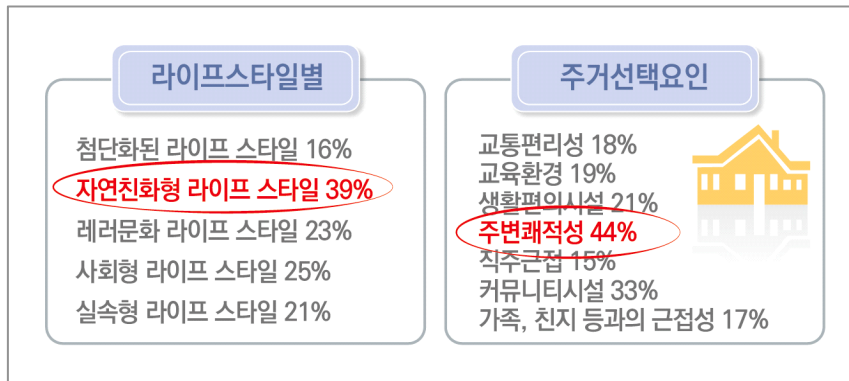 라이프스타일별
첨단화된 라이프 스타일 16%
자연친화형 라이프 스타일 39%
레러문화 라이프 스타일 23%
사회형 라이프 스타일 25%
실속형 라이프 스타일 21%
주거선택요인
교통편리성 18%
교육환경 19%
생활편의시설 21%
주변쾌적성 44%
직주근접 15%
커뮤니티시설 33%
가족, 친지 등과의 근접성 17%